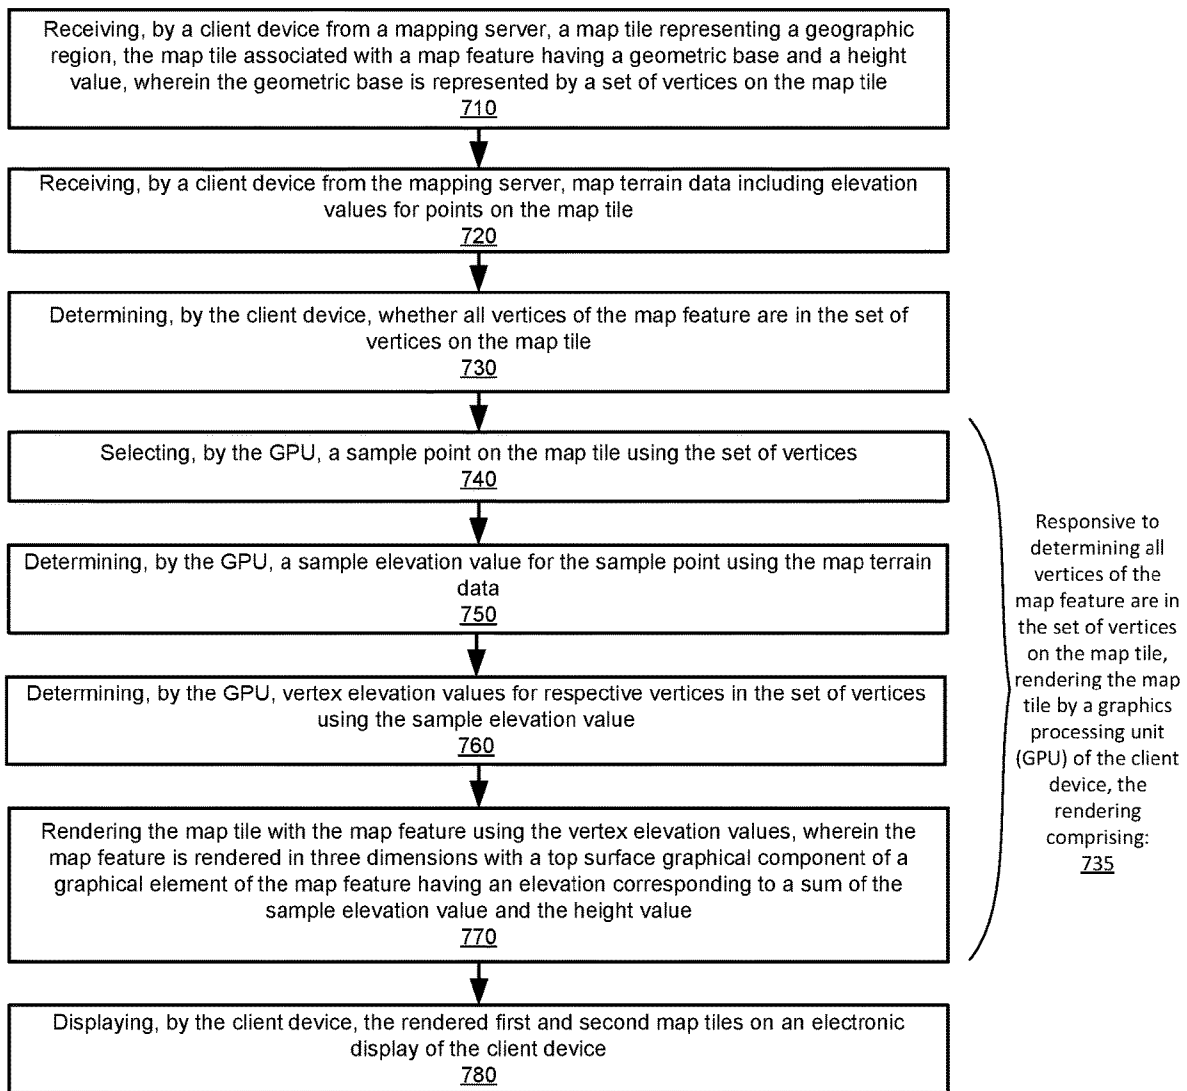 Receiving, by a client device from a mapping server, a map tile representing a geographic
region, the map tile associated with a map feature having a geometric base and a height
value, wherein the geometric base is represented by a set of vertices on the map tile
710
Receiving, by a client device from the mapping server, map terrain data including elevation
values for points on the map tile
720
Determining, by the client device, whether all vertices of the map feature are in the set of
vertices on the map tile
730
Selecting, by the GPU, a sample point on the map tile using the set of vertices
740
Determining, by the GPU, a sample elevation value for the sample point using the map terrain
data
750
Determining, by the GPU, vertex elevation values for respective vertices in the set of vertices
using the sample elevation value
760
Rendering the map tile with the map feature using the vertex elevation values, wherein the
map feature is rendered in three dimensions with a top surface graphical component of a
graphical element of the map feature having an elevation corresponding to a sum of the
sample elevation value and the height value
770
Responsive to
determining all
vertices of the
map feature are in
the set of vertices
on the map tile,
rendering the map
tile by a graphics
processing unit
(GPU) of the client
device, the
rendering
comprising:
735
Displaying, by the client device, the rendered first and second map tiles on an electronic
display of the client device
780